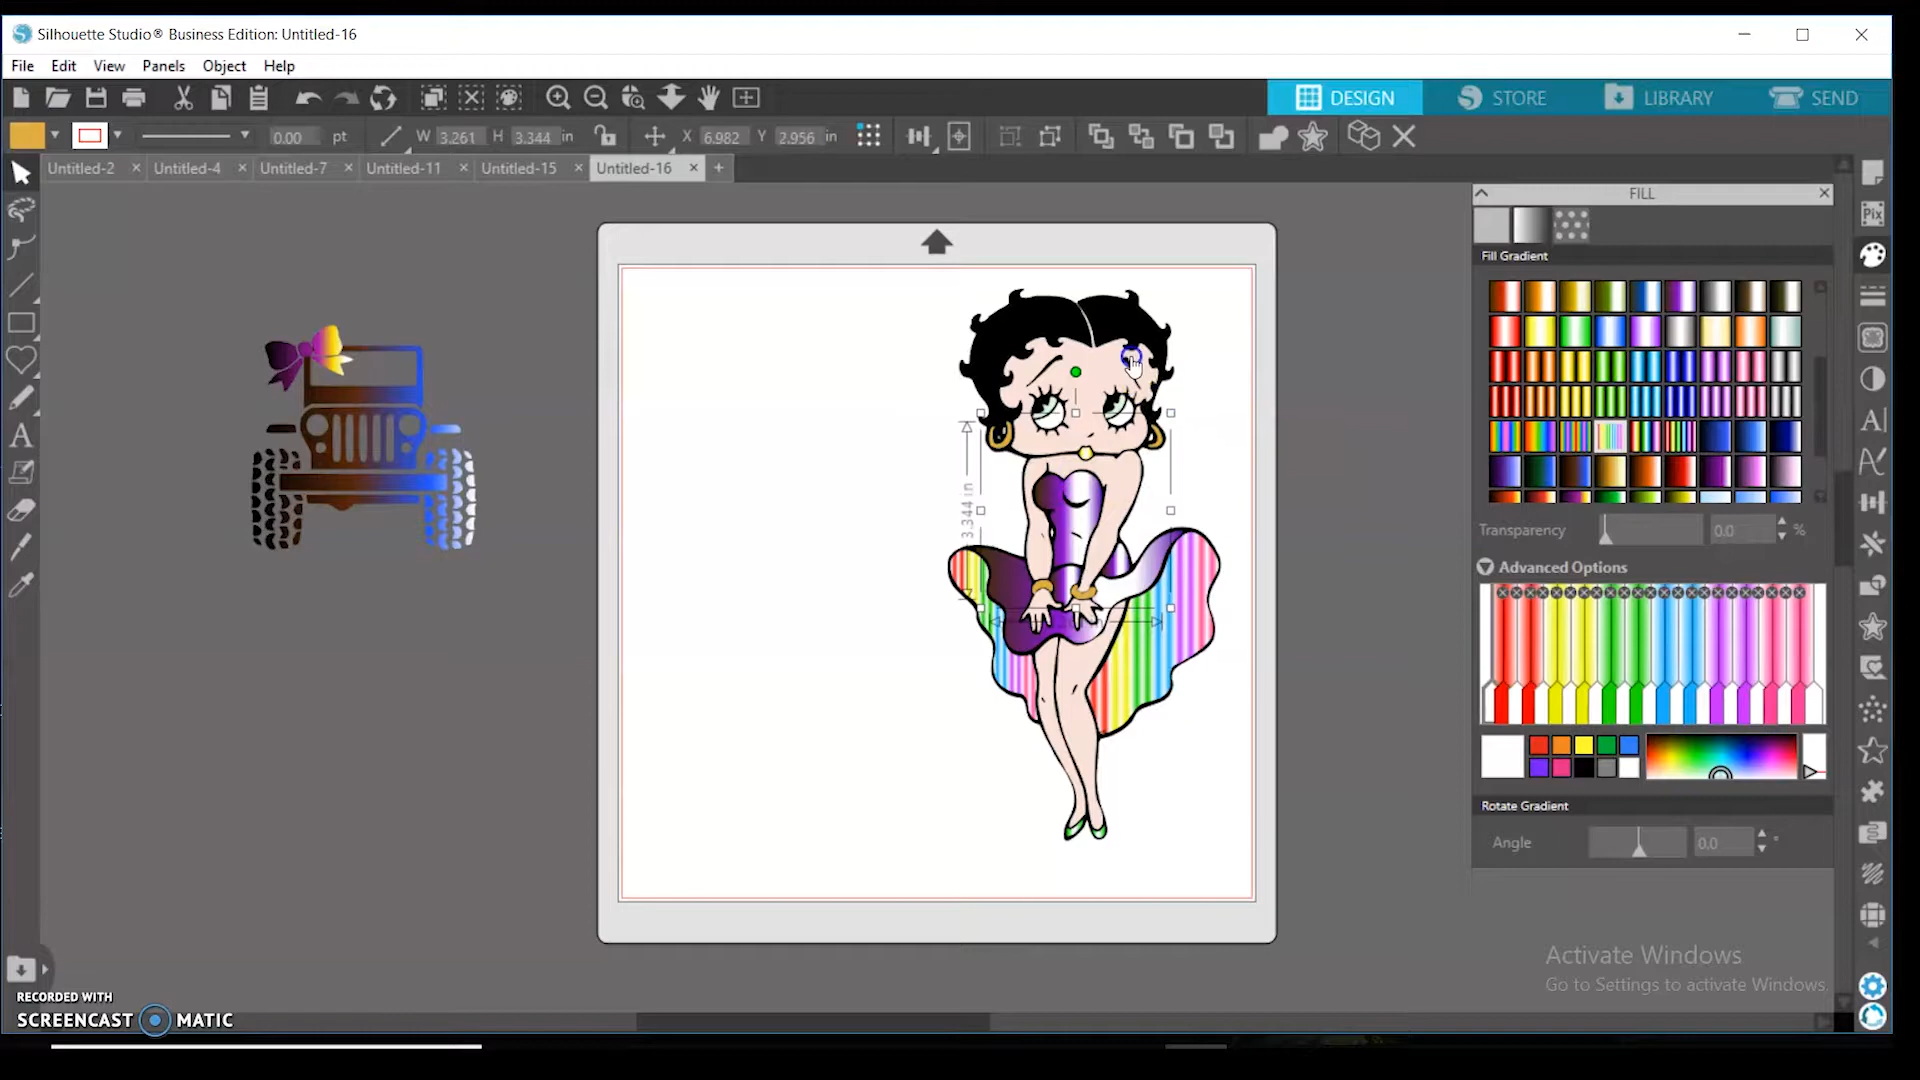 Silhouette Studio® Business Edition: Untitled-16
File Edit View Panels Object Help
DESIGN STORE LIBRARY SEND
0.00 pt W 3.261 H 3.344 in X 6.982 Y 2.956 in
Untitled-2 Untitled-4 Untitled-7 Untitled-11 Untitled-15 Untitled-16
FILL
Pix
Fill Gradient
3.344 in
Transparency 0.0 %
Advanced Options
Rotate Gradient
Angle 0.0 °
Activate Windows
Go to Settings to activate Windows.
RECORDED WITH
SCREENCAST MATIC